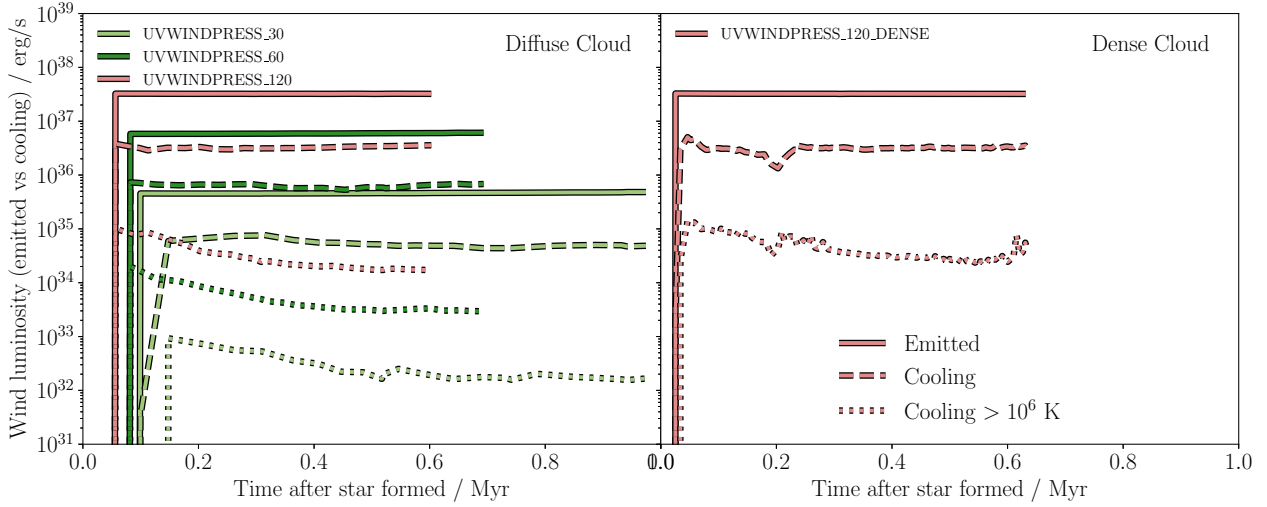 Wind luminosity (emitted vs cooling) / erg/s
10^39
10^38
10^37
10^36
10^35
10^34
10^33
10^32
10^31
UVWINDPRESS_30
UVWINDPRESS_60
UVWINDPRESS_120
Diffuse Cloud
0.0 0.2 0.4 0.6 0.8 1.0
Time after star formed / Myr
UVWINDPRESS_120_DENSE
Dense Cloud
Emitted
Cooling
Cooling > 10^6 K
0.0 0.2 0.4 0.6 0.8 1.0
Time after star formed / Myr